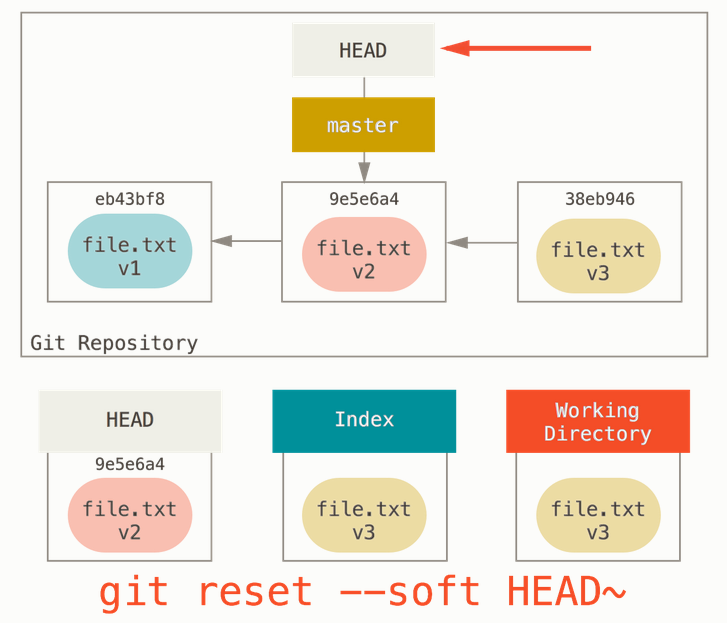 HEAD
master
eb43bf8
9e5e6a4
38eb946
file.txt
v1
file.txt
v2
file.txt
v3
Git Repository
HEAD
Index
Working
Directory
9e5e6a4
file.txt
v2
file.txt
v3
file.txt
v3
git reset --soft HEAD~